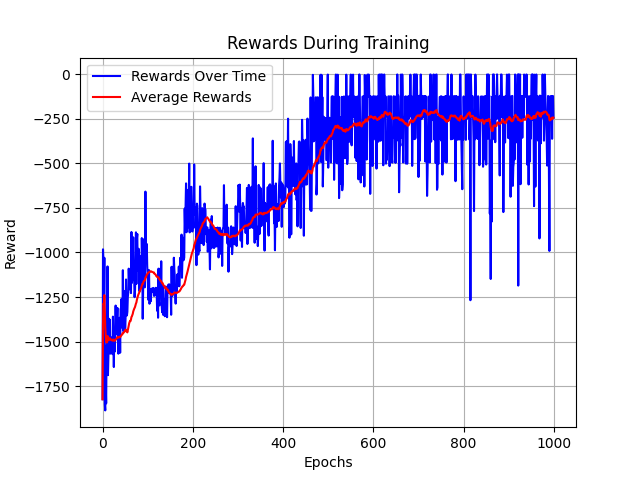 Rewards During Training
Rewards Over Time
Average Rewards
0
−250
−500
−750
−1000
−1250
−1500
−1750
Reward
0 200 400 600 800 1000
Epochs